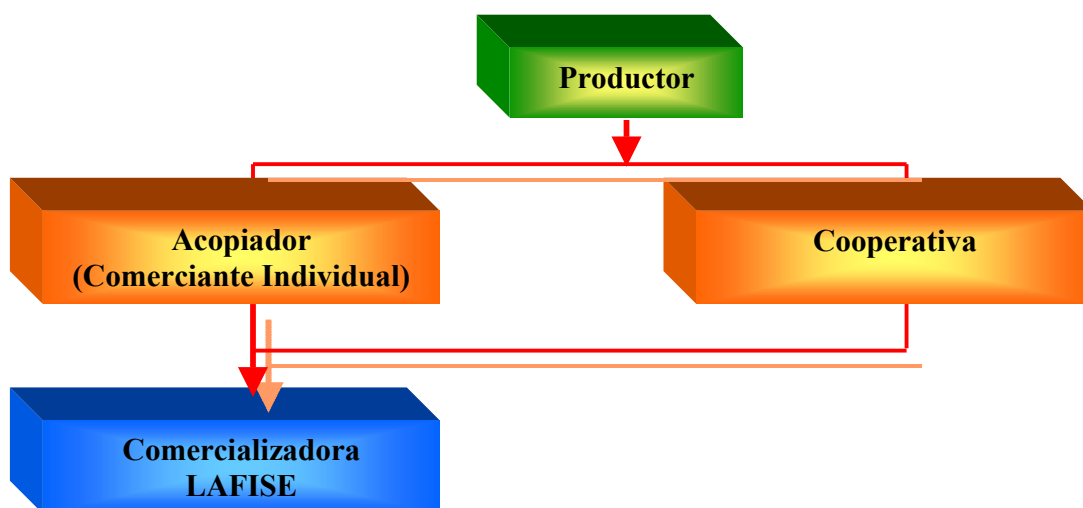 Productor
Acopiador
(Comerciante Individual)
Cooperativa
Comercializadora
LAFISE